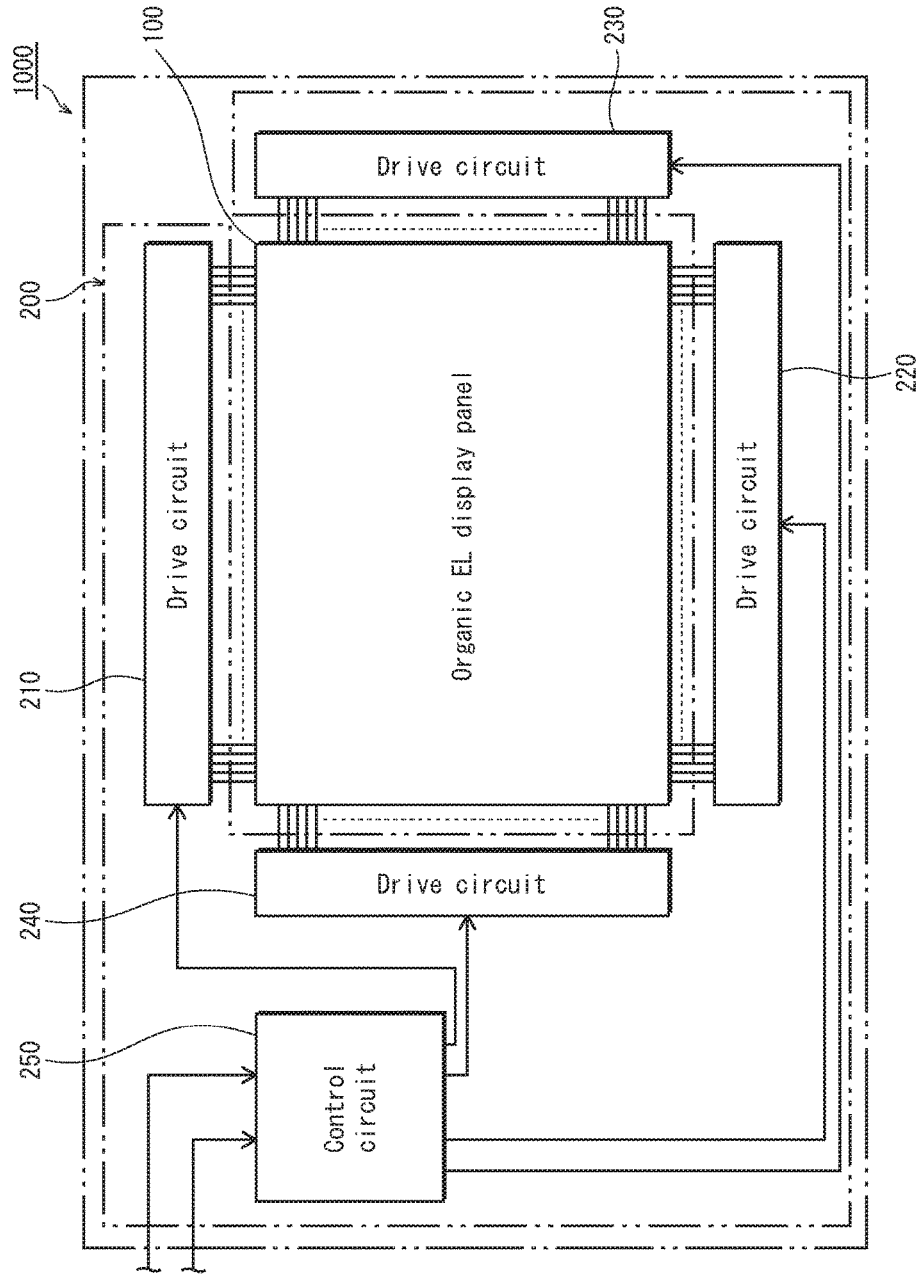 1000
200
100
210
Drive circuit
240
Drive circuit
Organic EL display panel
Drive circuit
230
250
Control
circuit
Drive circuit
220